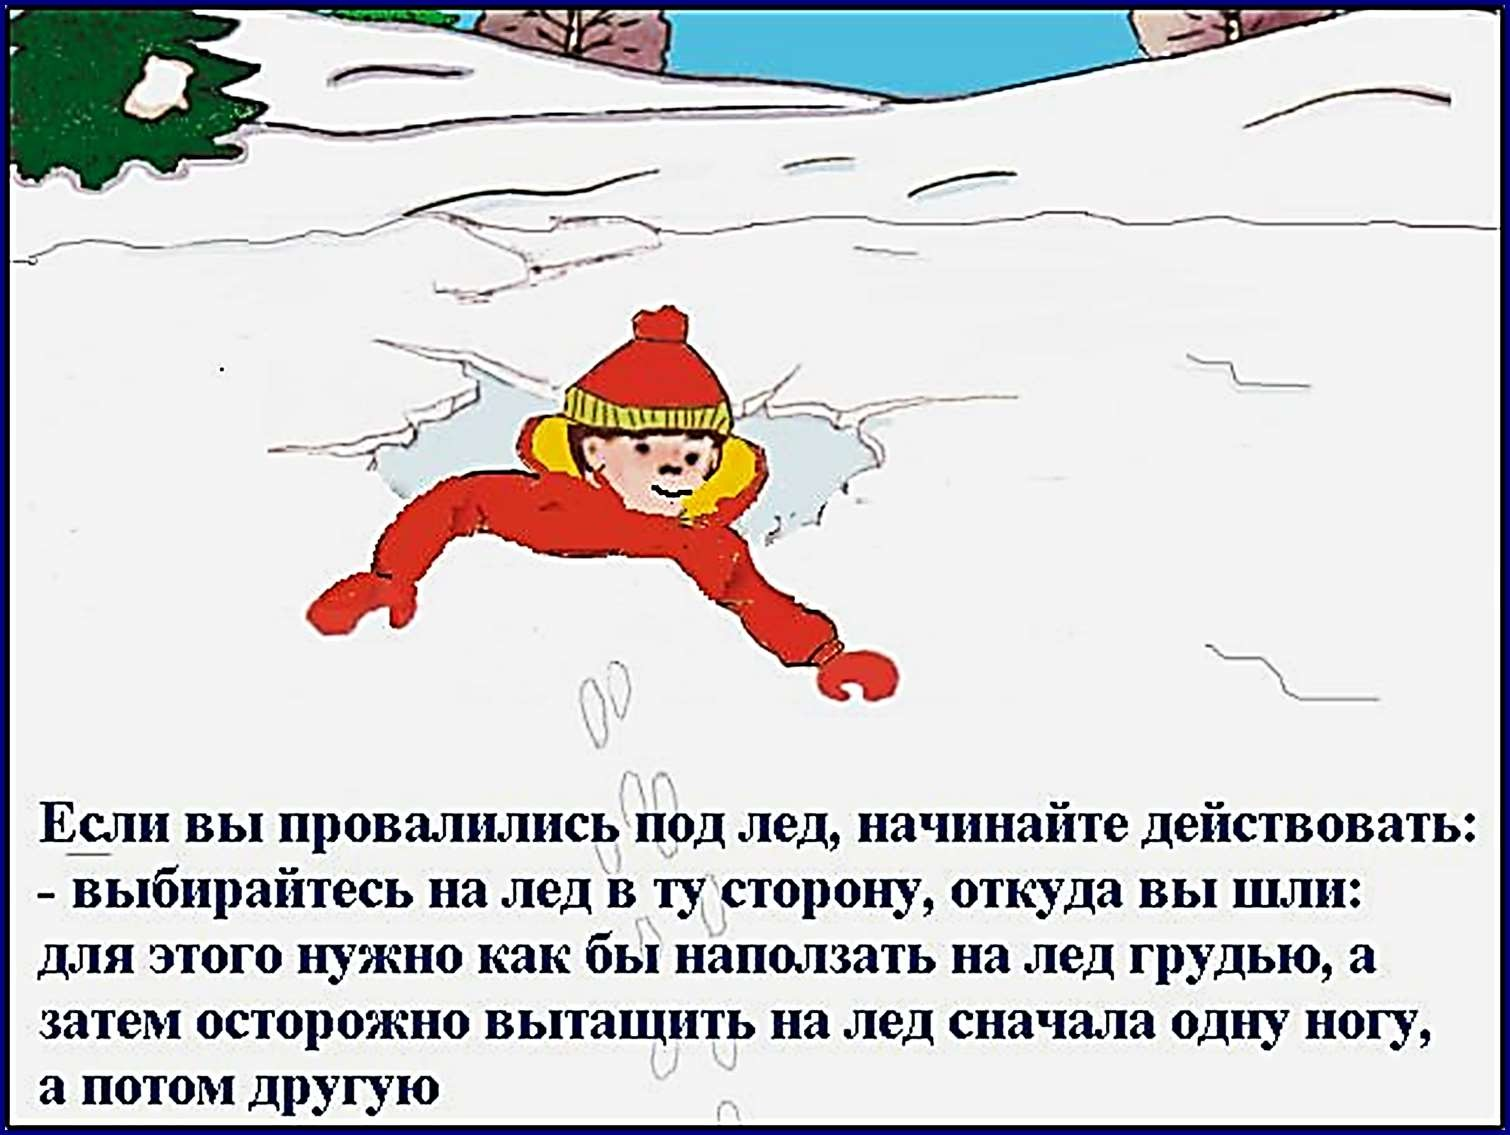 Если вы провалились под лед, начинайте действовать:
- выбирайтесь на лед в ту сторону, откуда вы шли:
для этого нужно как бы наползать на лед грудью, а
затем осторожно вытащить на лед сначала одну ногу,
а потом другую